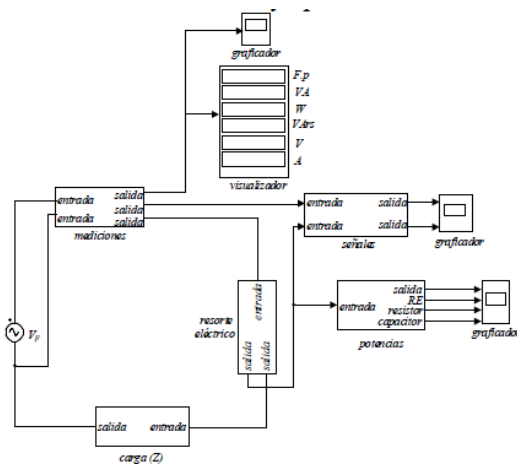 graficador
F.p
V.A
W
VArs
V
A
visualizador
entrada salida
entrada salida
salida
mediciones
entrada salida
entrada salida
señales
graficador
resorte
eléctrico
entrada
salida
salida
entrada
salida
RE
resistor
capacitor
potencias
graficador
V_F
salida entrada
carga (Z)